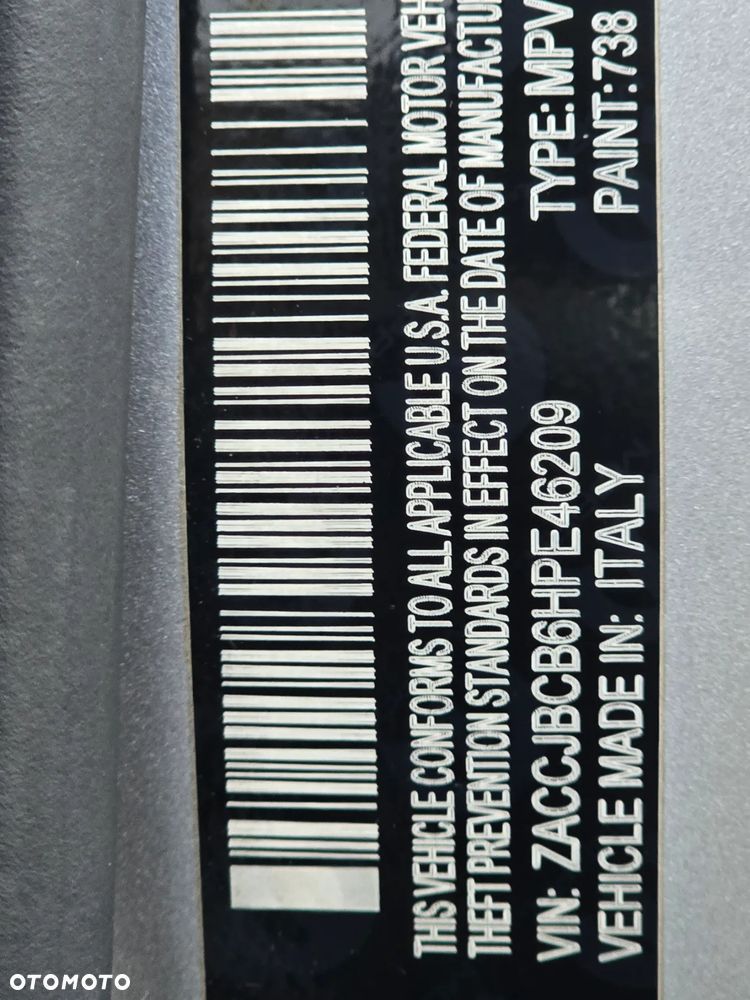 THIS VEHICLE CONFORMS TO ALL APPLICABLE U.S.A. FEDERAL MOTOR VEH
THEFT PREVENTION STANDARDS IN EFFECT ON THE DATE OF MANUFACTU
VIN: ZACCJBCB6HPE46209 TYPE: MPV
VEHICLE MADE IN: ITALY PAINT: 738
OTOMOTO